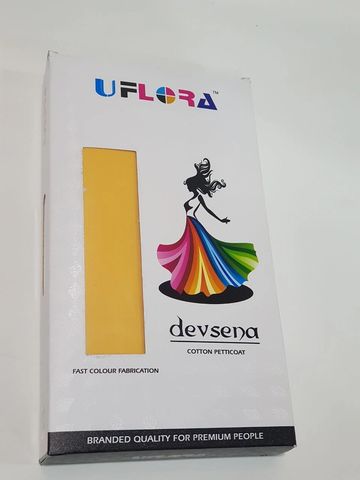 UFLORA™
devsena
COTTON PETTICOAT
FAST COLOUR FABRICATION
BRANDED QUALITY FOR PREMIUM PEOPLE